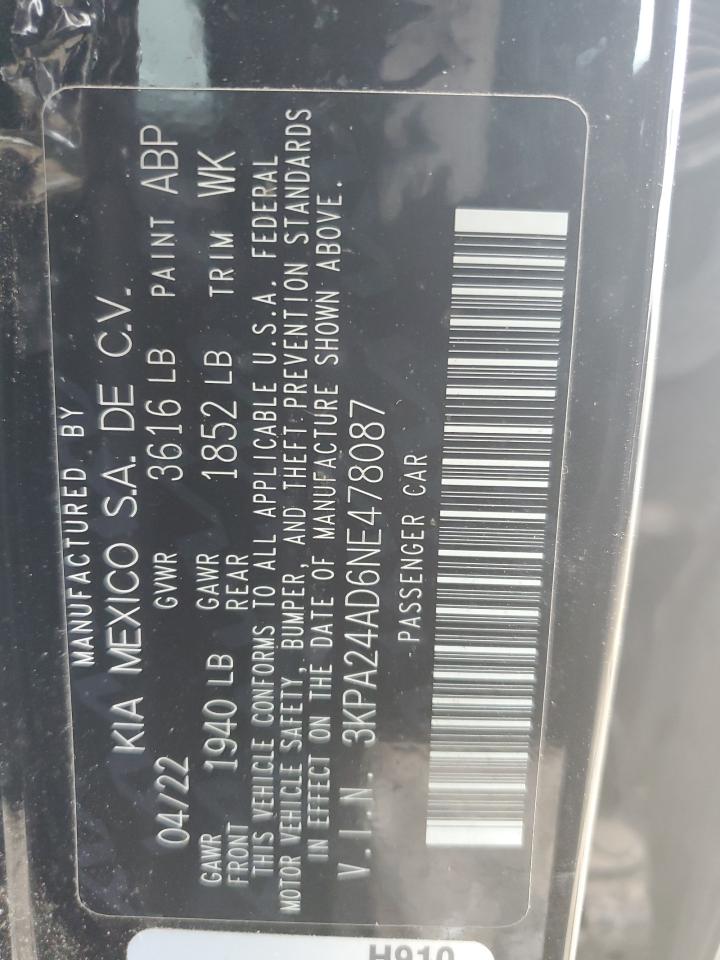 MANUFACTURED BY
KIA MEXICO S.A. DE C.V.
04/22 GVWR 3616 LB PAINT ABP
GAWR FRONT 1940 LB GAWR REAR 1852 LB TRIM WK
THIS VEHICLE CONFORMS TO ALL APPLICABLE U.S.A. FEDERAL
MOTOR VEHICLE SAFETY, BUMPER, AND THEFT PREVENTION STANDARDS
IN EFFECT ON THE DATE OF MANUFACTURE SHOWN ABOVE.
V.I.N. 3KPA24AD6NE478087
PASSENGER CAR
H910